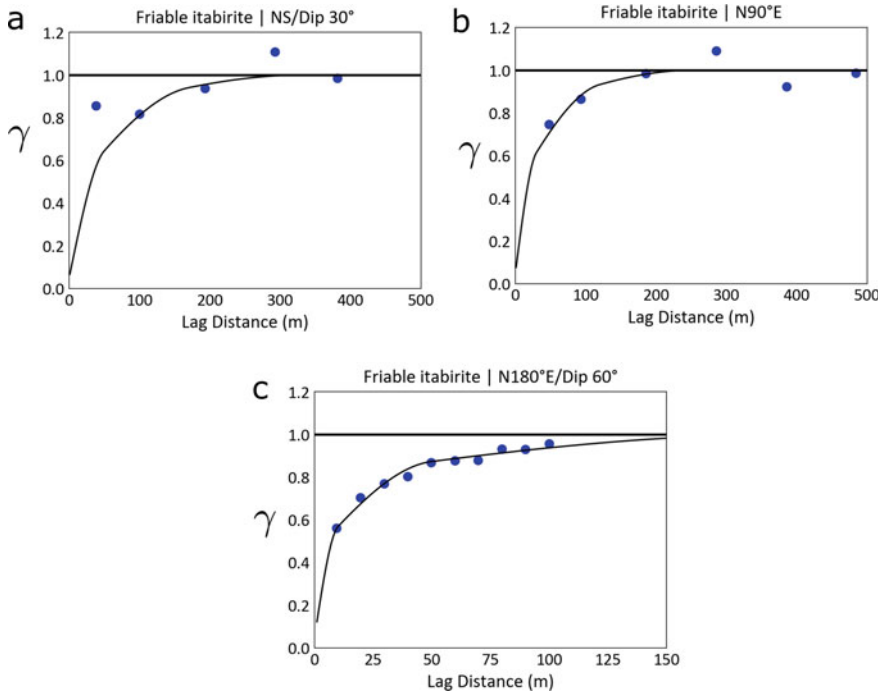 a
Friable itabirite | NS/Dip 30°
1.2
1.0
0.8
0.6
0.4
0.2
0.0
γ
0 100 200 300 400 500
Lag Distance (m)
b
Friable itabirite | N90°E
1.2
1.0
0.8
0.6
0.4
0.2
0.0
γ
0 100 200 300 400 500
Lag Distance (m)
c
Friable itabirite | N180°E/Dip 60°
1.2
1.0
0.8
0.6
0.4
0.2
0.0
γ
0 25 50 75 100 125 150
Lag Distance (m)